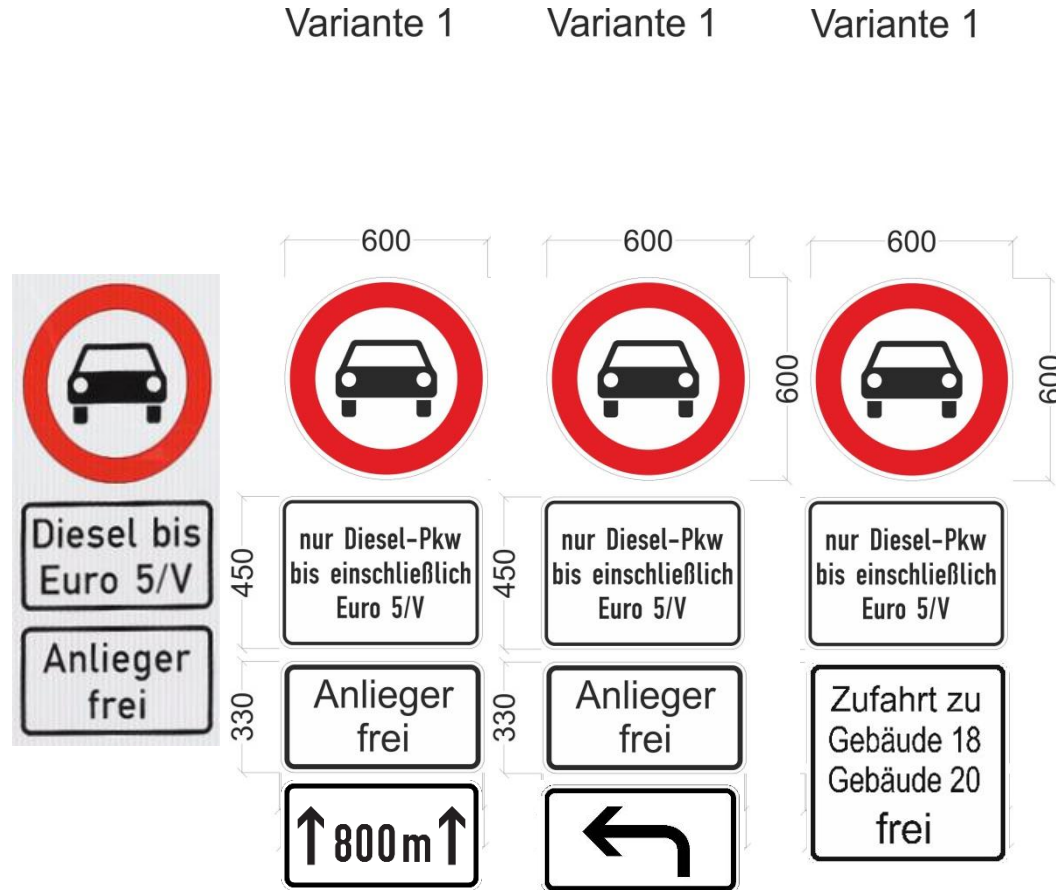 Variante 1
Variante 1
Variante 1
600
600
600
600
600
Diesel bis
Euro 5/V
Anlieger
frei
450
nur Diesel-Pkw
bis einschließlich
Euro 5/V
330
Anlieger
frei
800m
450
nur Diesel-Pkw
bis einschließlich
Euro 5/V
330
Anlieger
frei
nur Diesel-Pkw
bis einschließlich
Euro 5/V
Zufahrt zu
Gebäude 18
Gebäude 20
frei